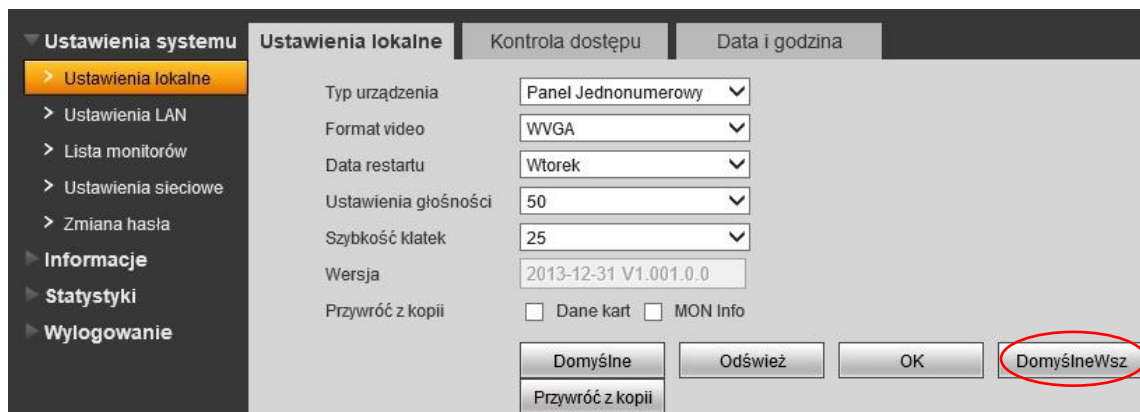 Ustawienia systemu
Ustawienia lokalne
Ustawienia LAN
Lista monitorów
Ustawienia sieciowe
Zmiana hasła
Informacje
Statystyki
Wylogowanie
Ustawienia lokalne Kontrola dostępu Data i godzina
Typ urządzenia Panel Jednonumerowy
Format video WVGA
Data restartu Wtorek
Ustawienia głośności 50
Szybkość klatek 25
Wersja 2013-12-31 V1.001.0.0
Przywróć z kopii Dane kart MON Info
Domyślne Odśwież OK DomyślneWsz
Przywróć z kopii